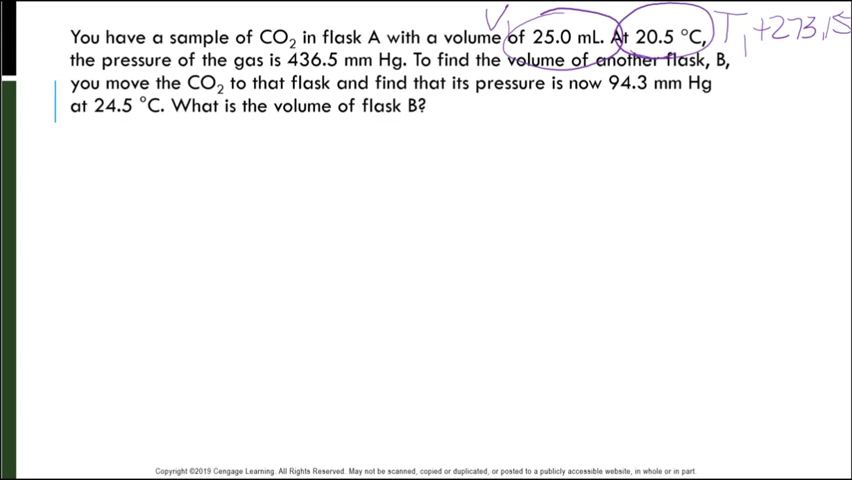 You have a sample of CO₂ in flask A with a volume of 25.0 mL. At 20.5 °C,
the pressure of the gas is 436.5 mm Hg. To find the volume of another flask, B,
you move the CO₂ to that flask and find that its pressure is now 94.3 mm Hg
at 24.5 °C. What is the volume of flask B?
V₁
T₁ +273.15
Copyright ©2019 Cengage Learning. All Rights Reserved. May not be scanned, copied or duplicated, or posted to a publicly accessible website, in whole or in part.